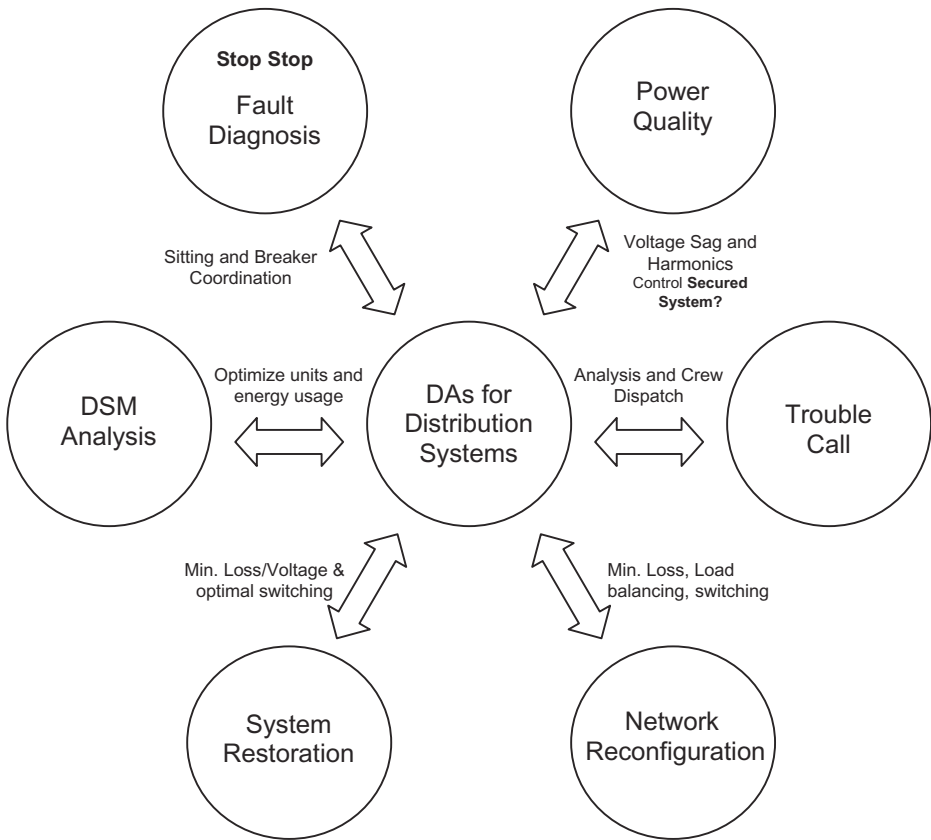 Stop Stop
Fault
Diagnosis
Power
Quality
Sitting and Breaker
Coordination
Voltage Sag and
Harmonics
Control Secured
System?
DSM
Analysis
Optimize units and
energy usage
DAs for
Distribution
Systems
Analysis and Crew
Dispatch
Trouble
Call
Min. Loss/Voltage &
optimal switching
Min. Loss, Load
balancing, switching
System
Restoration
Network
Reconfiguration